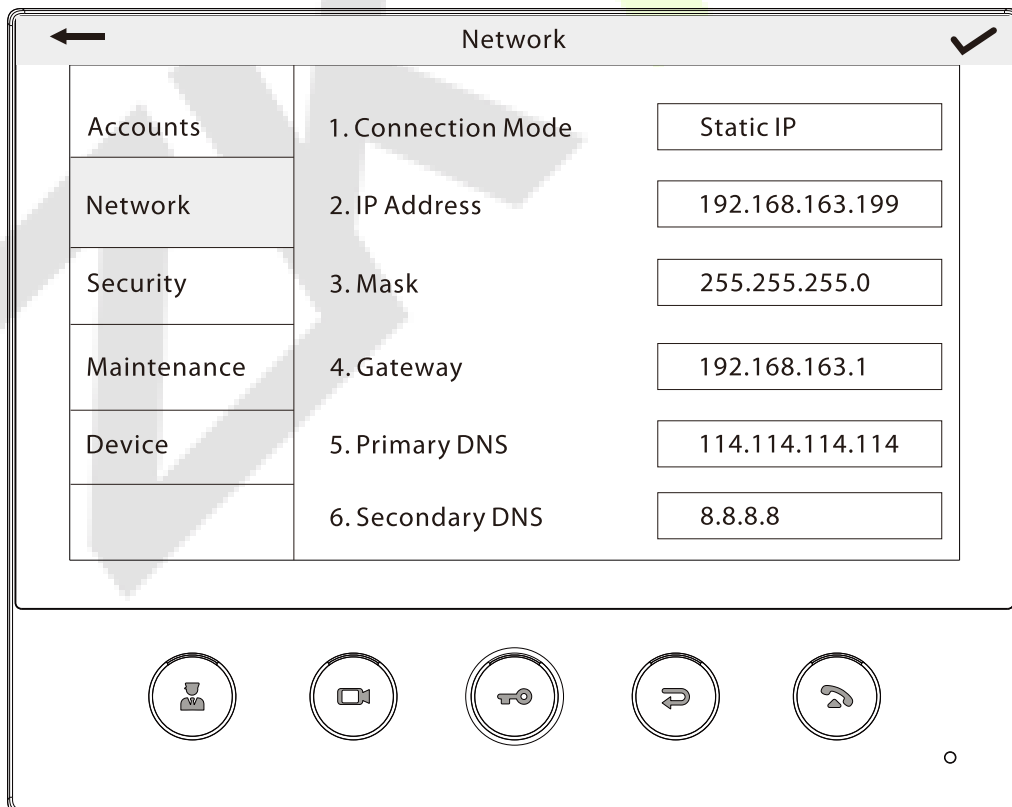 Network
Accounts
1. Connection Mode
Static IP
Network
2. IP Address
192.168.163.199
Security
3. Mask
255.255.255.0
Maintenance
4. Gateway
192.168.163.1
Device
5. Primary DNS
114.114.114.114
6. Secondary DNS
8.8.8.8